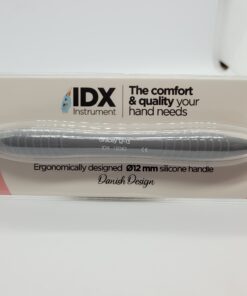 IDX
Instrument
The comfort
& quality your
hand needs
Ergonomically designed Ø12 mm silicone handle
Danish Design